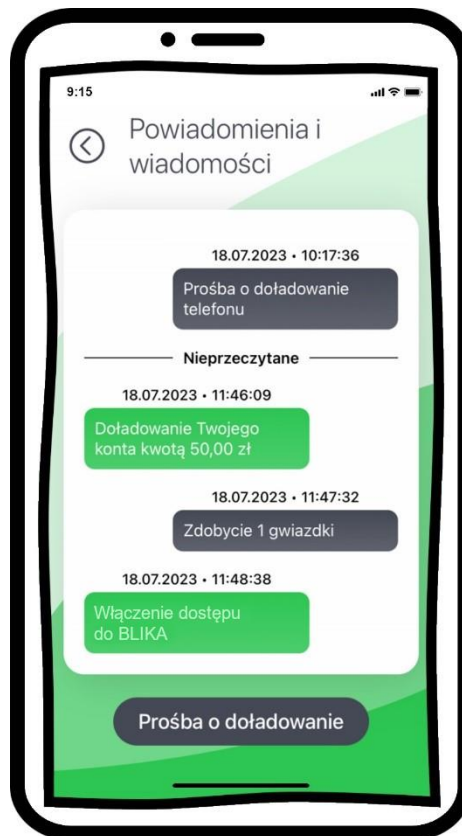 9:15
Powiadomienia i
wiadomości
18.07.2023 • 10:17:36
Prośba o doładowanie
telefonu
Nieprzeczytane
18.07.2023 • 11:46:09
Doładowanie Twojego
konta kwotą 50,00 zł
18.07.2023 • 11:47:32
Zdobycie 1 gwiazdki
18.07.2023 • 11:48:38
Włączenie dostępu
do BLIKA
Prośba o doładowanie